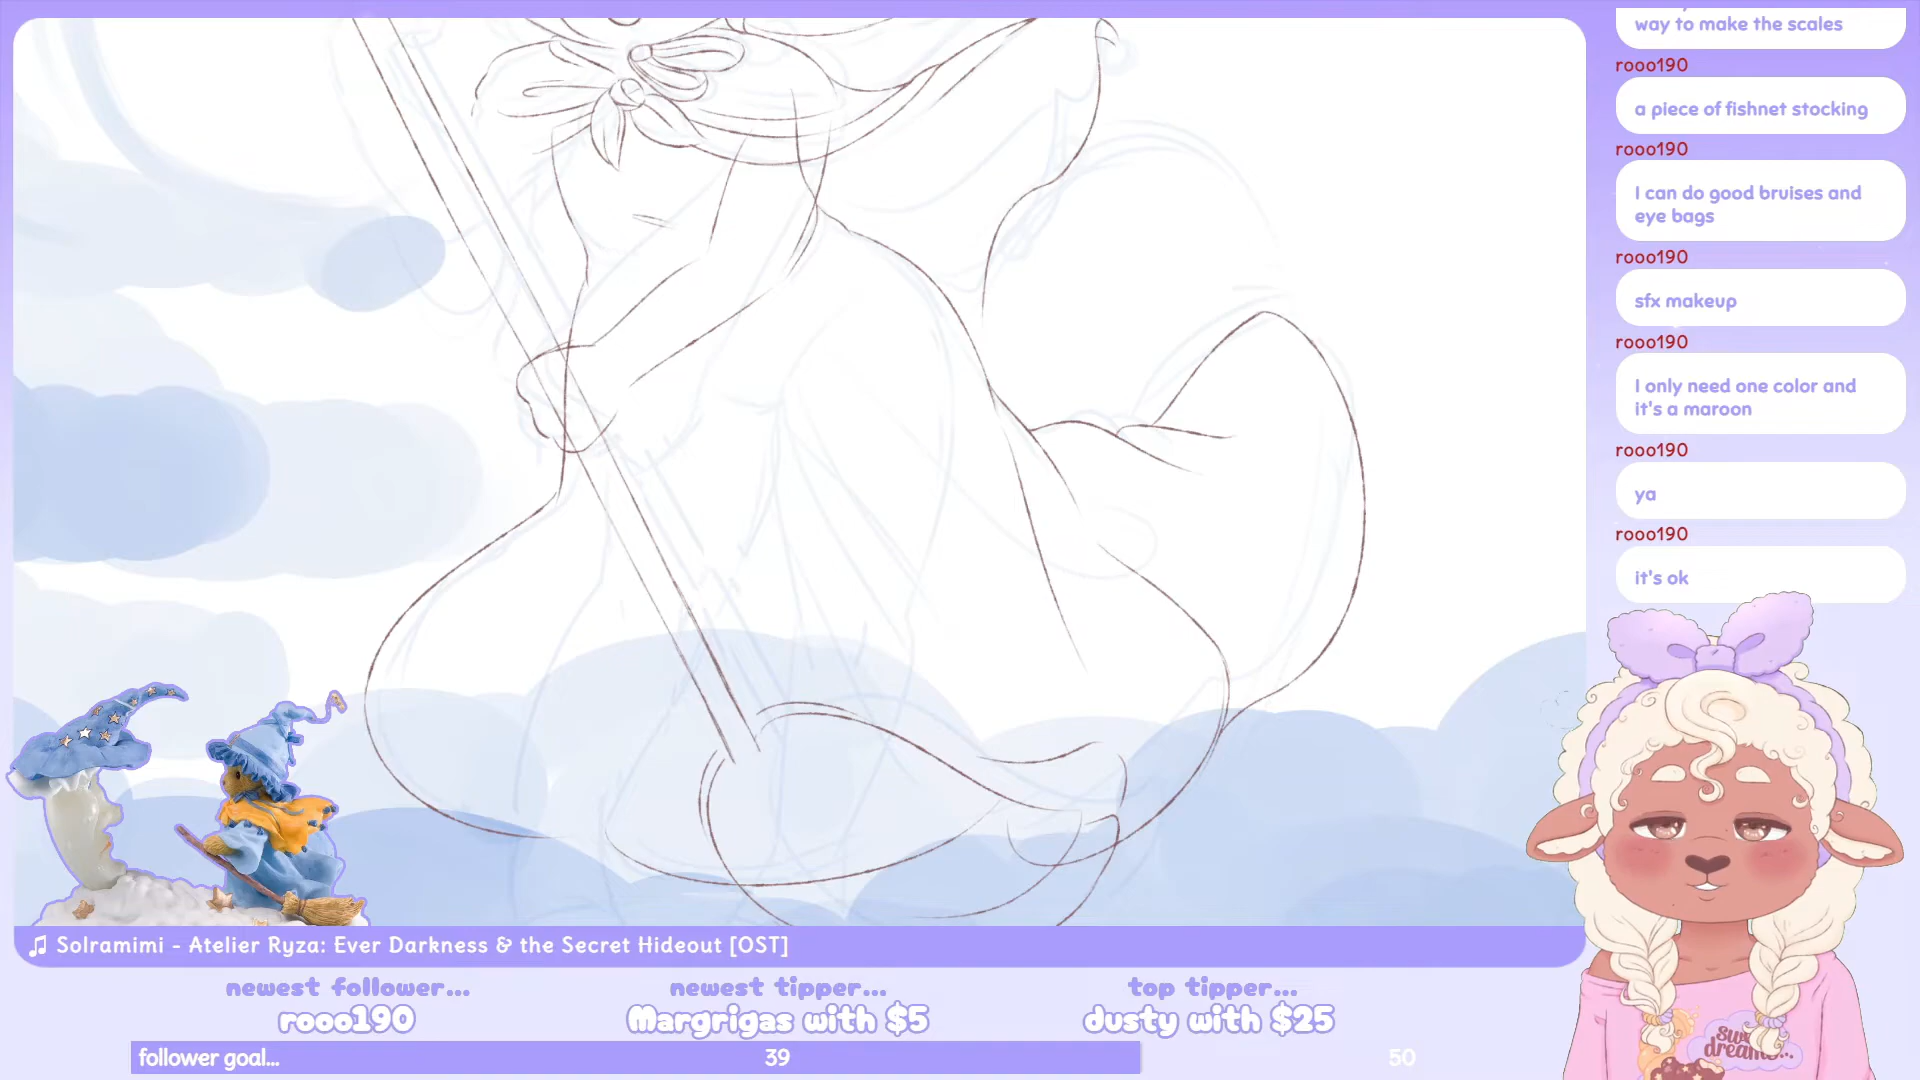 way to make the scales
rooo190
a piece of fishnet stocking
rooo190
I can do good bruises and
eye bags
rooo190
sfx makeup
rooo190
I only need one color and
it's a maroon
rooo190
ya
rooo190
it's ok
♫ Solramimi - Atelier Ryza: Ever Darkness & the Secret Hideout [OST]
newest follower...
rooo190
newest tipper...
Margrigas with $5
top tipper...
dusty with $25
follower goal...
39
50
dreams...